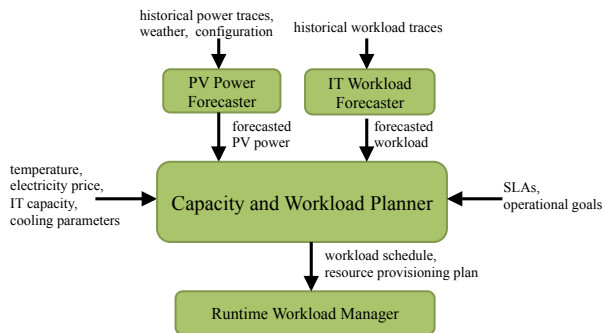 historical power traces,
weather, configuration
historical workload traces
PV Power
Forecaster
IT Workload
Forecaster
forecasted
PV power
forecasted
workload
temperature,
electricity price,
IT capacity,
cooling parameters
Capacity and Workload Planner
SLAs,
operational goals
workload schedule,
resource provisioning plan
Runtime Workload Manager